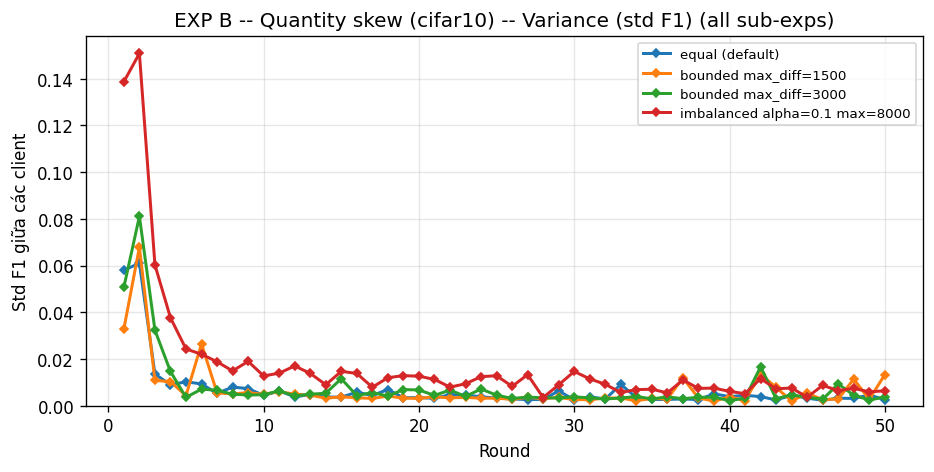 EXP B -- Quantity skew (cifar10) -- Variance (std F1) (all sub-exps)
equal (default)
bounded max_diff=1500
bounded max_diff=3000
imbalanced alpha=0.1 max=8000
Std F1 giữa các client
0.14
0.12
0.10
0.08
0.06
0.04
0.02
0.00
0
10
20
30
40
50
Round